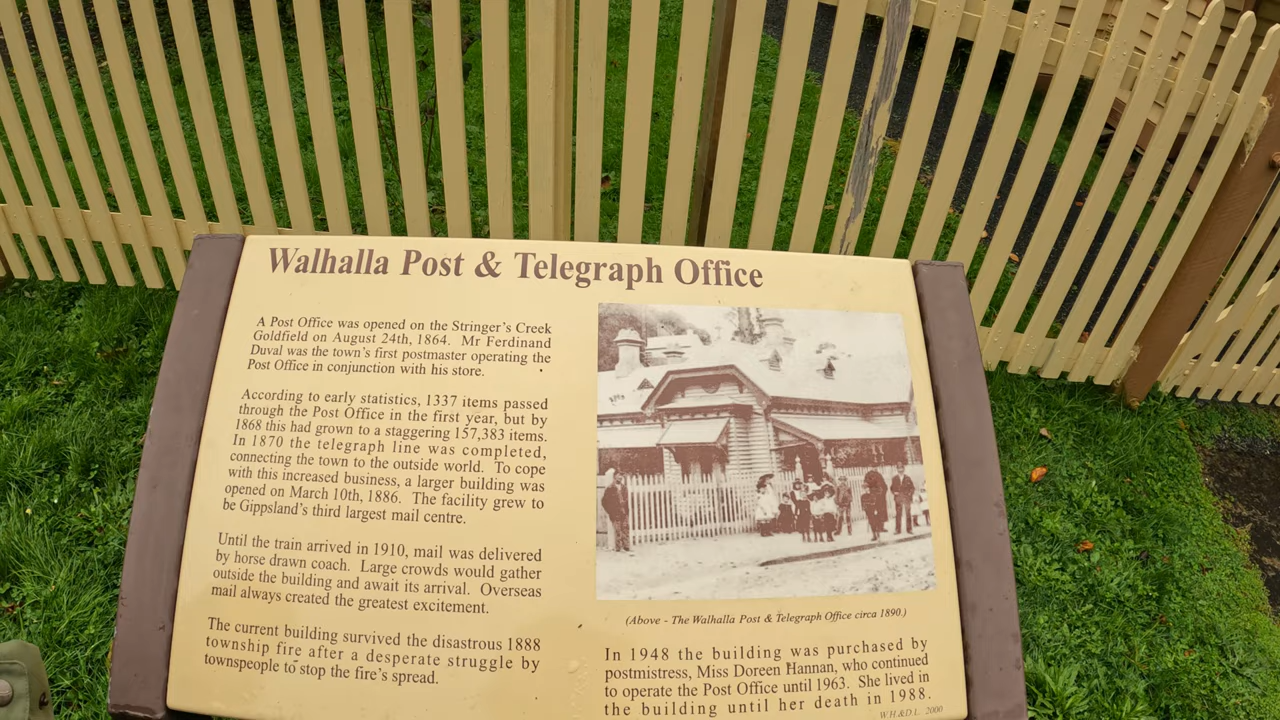 Walhalla Post & Telegraph Office
A Post Office was opened on the Stringer's Creek
Goldfield on August 24th, 1864. Mr Ferdinand
Duval was the town's first postmaster operating the
Post Office in conjunction with his store.
According to early statistics, 1337 items passed
through the Post Office in the first year, but by
1868 this had grown to a staggering 157,383 items.
In 1870 the telegraph line was completed,
connecting the town to the outside world. To cope
with this increased business, a larger building was
opened on March 10th, 1886. The facility grew to
be Gippsland's third largest mail centre.
Until the train arrived in 1910, mail was delivered
by horse drawn coach. Large crowds would gather
outside the building and await its arrival. Overseas
mail always created the greatest excitement.
The current building survived the disastrous 1888
township fire after a desperate struggle by
townspeople to stop the fire's spread.
(Above - The Walhalla Post & Telegraph Office circa 1890.)
In 1948 the building was purchased by
postmistress, Miss Doreen Hannan, who continued
to operate the Post Office until 1963. She lived in
the building until her death in 1988.
W.H.&D.L. 2000